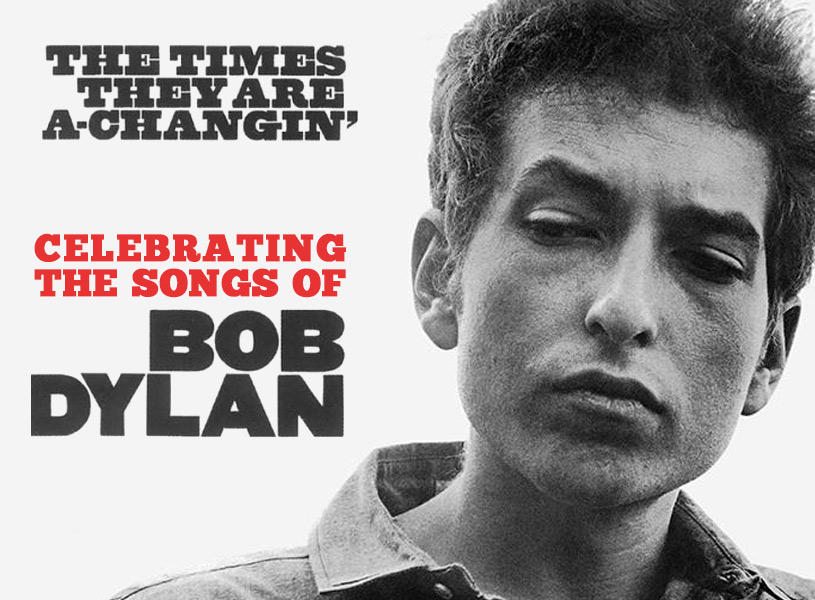 THE TIMES
THEY ARE
A-CHANGIN'
CELEBRATING
THE SONGS OF
BOB
DYLAN